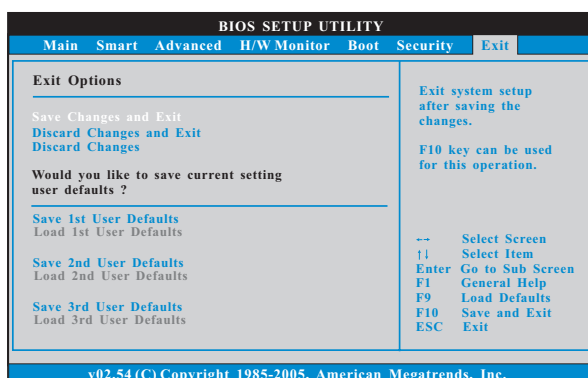 BIOS SETUP UTILITY
Main Smart Advanced H/W Monitor Boot Security Exit
Exit Options
Save Changes and Exit
Discard Changes and Exit
Discard Changes
Would you like to save current setting
user defaults ?
Save 1st User Defaults
Load 1st User Defaults
Save 2nd User Defaults
Load 2nd User Defaults
Save 3rd User Defaults
Load 3rd User Defaults
Exit system setup
after saving the
changes.
F10 key can be used
for this operation.
←→ Select Screen
↑↓ Select Item
Enter Go to Sub Screen
F1 General Help
F9 Load Defaults
F10 Save and Exit
ESC Exit
v02.54 (C) Copyright 1985-2005, American Megatrends, Inc.